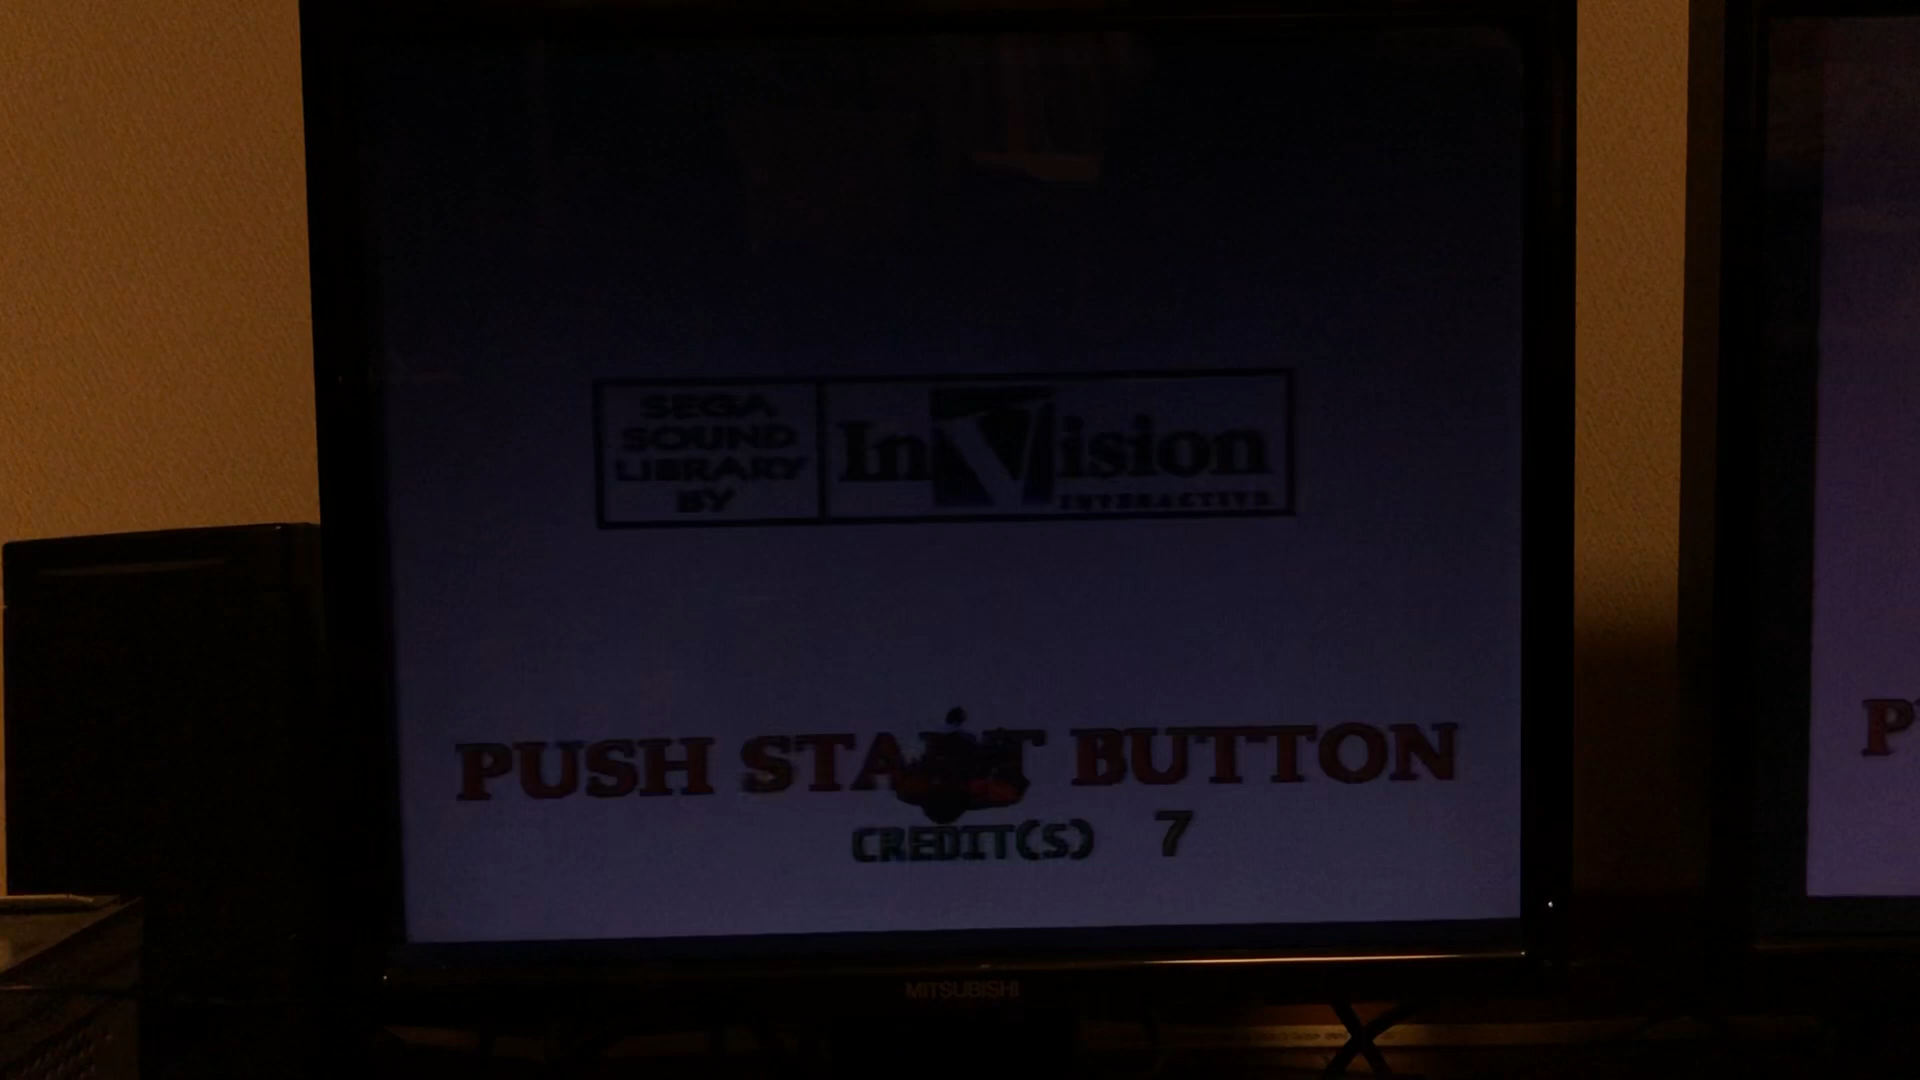 SEGA
SOUND
LIBRARY
BY
InVision
INTERACTIVE
PUSH START BUTTON
CREDIT(S) 7
MITSUBISHI
P